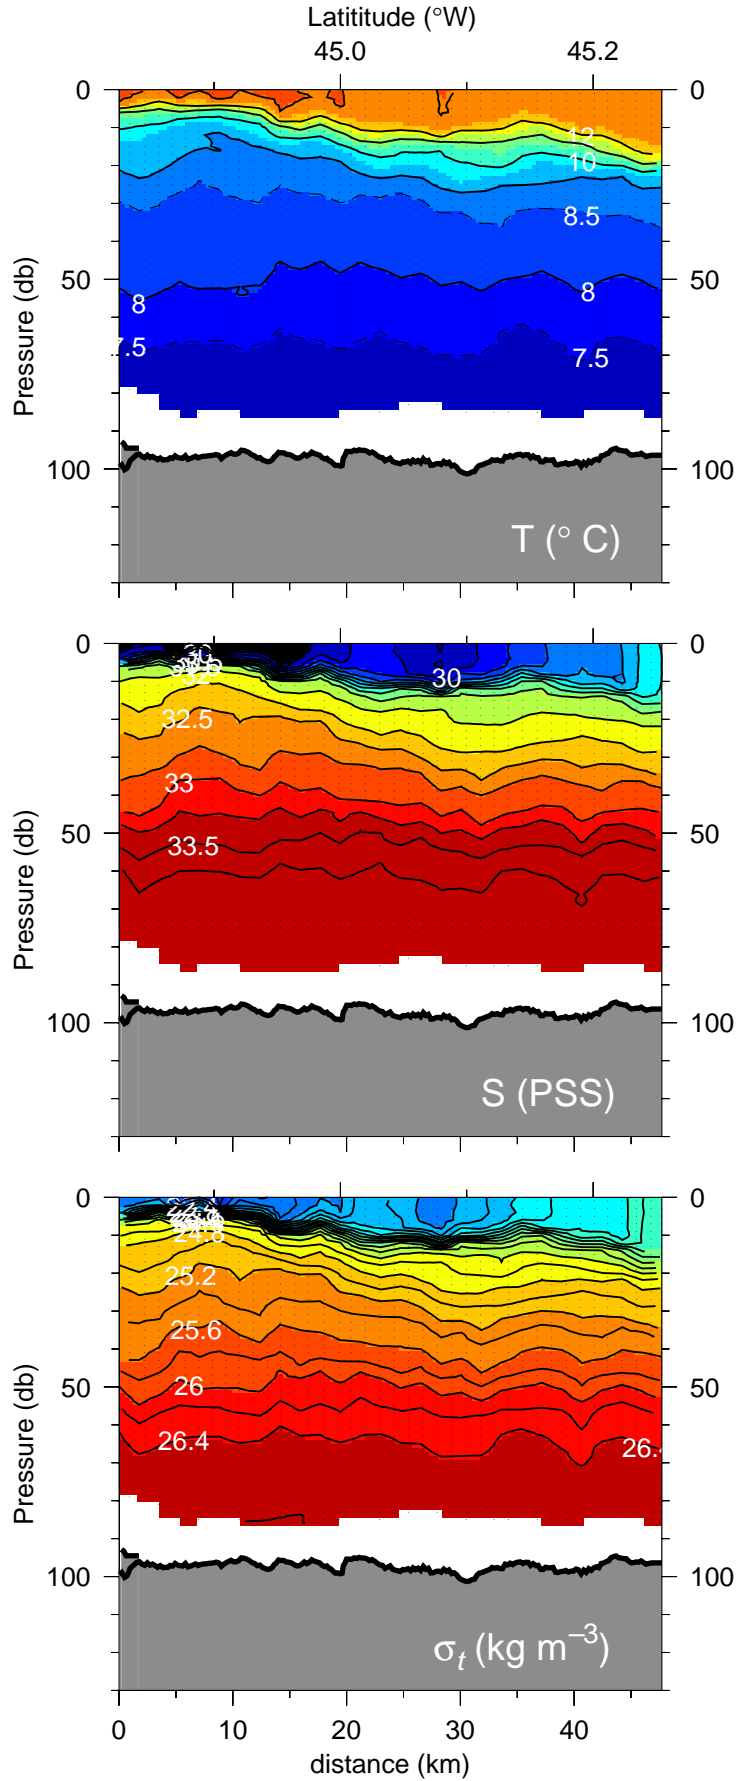 Latititude (°W)
45.0 45.2
0 0
12
10
8.5
50 50
8 8
7.5 7.5
100 100
Pressure (db)
T (° C)
0 0
30
32
32.5
33
33.5
50 50
100 100
Pressure (db)
S (PSS)
0 0
24.8
25.2
25.6
26
26.4
50 50
100 100
Pressure (db)
σt (kg m−3)
0 10 20 30 40
distance (km)